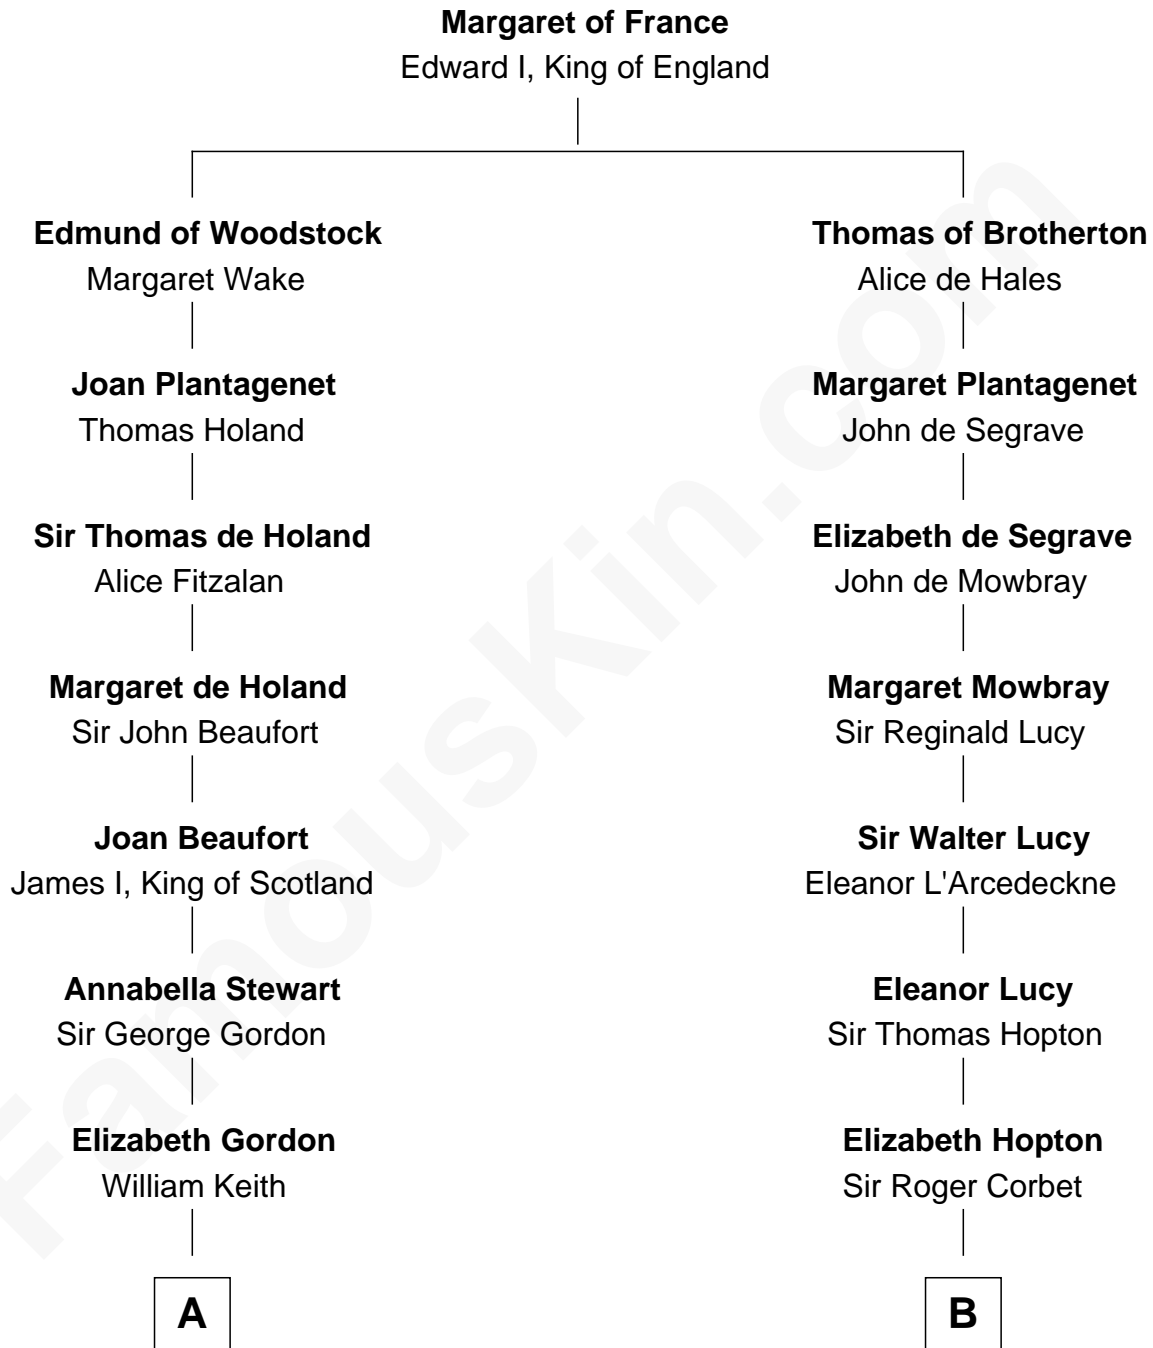 Margaret of France
Edward I, King of England
Edmund of Woodstock
Margaret Wake
Thomas of Brotherton
Alice de Hales
Joan Plantagenet
Thomas Holand
Margaret Plantagenet
John de Segrave
Sir Thomas de Holand
Alice Fitzalan
Elizabeth de Segrave
John de Mowbray
Margaret de Holand
Sir John Beaufort
Margaret Mowbray
Sir Reginald Lucy
Joan Beaufort
James I, King of Scotland
Sir Walter Lucy
Eleanor L'Arcedeckne
Annabella Stewart
Sir George Gordon
Eleanor Lucy
Sir Thomas Hopton
Elizabeth Gordon
William Keith
Elizabeth Hopton
Sir Roger Corbet
A
B
FamousKin.com